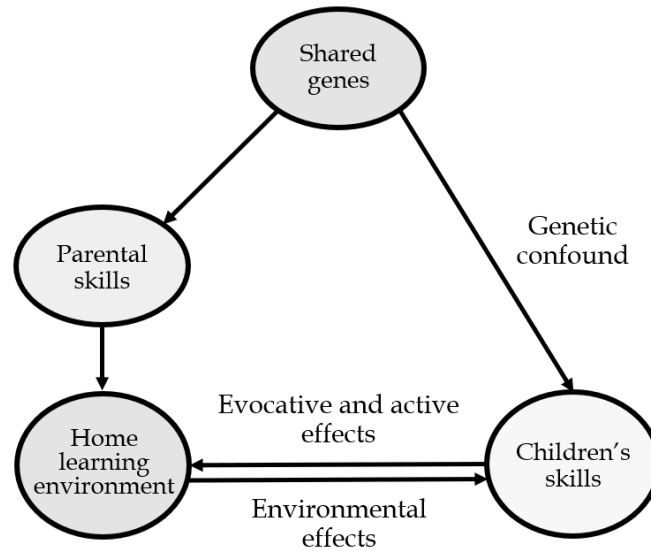 Shared
genes
Genetic
confound
Parental
skills
Evocative and active
effects
Home
learning
environment
Children’s
skills
Environmental
effects